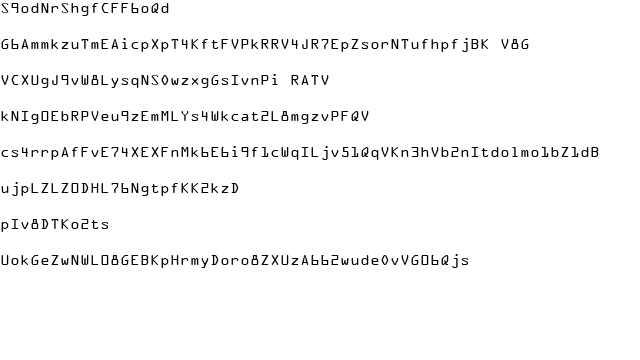 S9odNrShgfCFF6oQd
G6AmmkzuTmEAicpXpT4KftFVPkRRV4JR7EpZsorNTufhpfjBK V8G
VCXUgJ9vW8LysqNS0wzxgGsIvnPi RATV
kNIgOEbRPVeu9zEmMLYs4Wkcat2L8mgzvPFQV
cs4rrpAfFvE74XEXFnMk6E6i9f1cWqILjv51QqVKn3hVb2nItdolmo1bZ1dB
ujpLZLZODHL76NgtpfKK2kzD
pIv8DTKo2ts
UokGeZwNWLO8GEBKpHrmyDoro8ZXUzA662wude0vVGO6Qjs